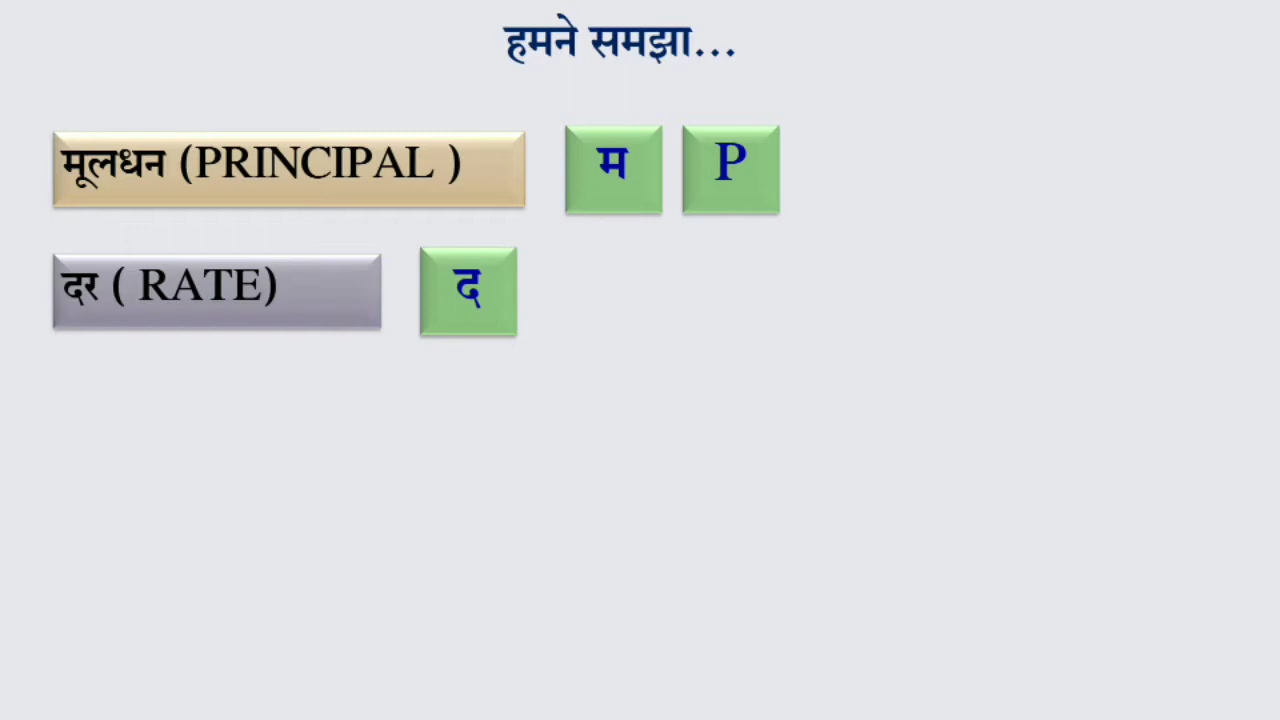 हमने समझा...
मूलधन (PRINCIPAL ) म P
दर ( RATE) द